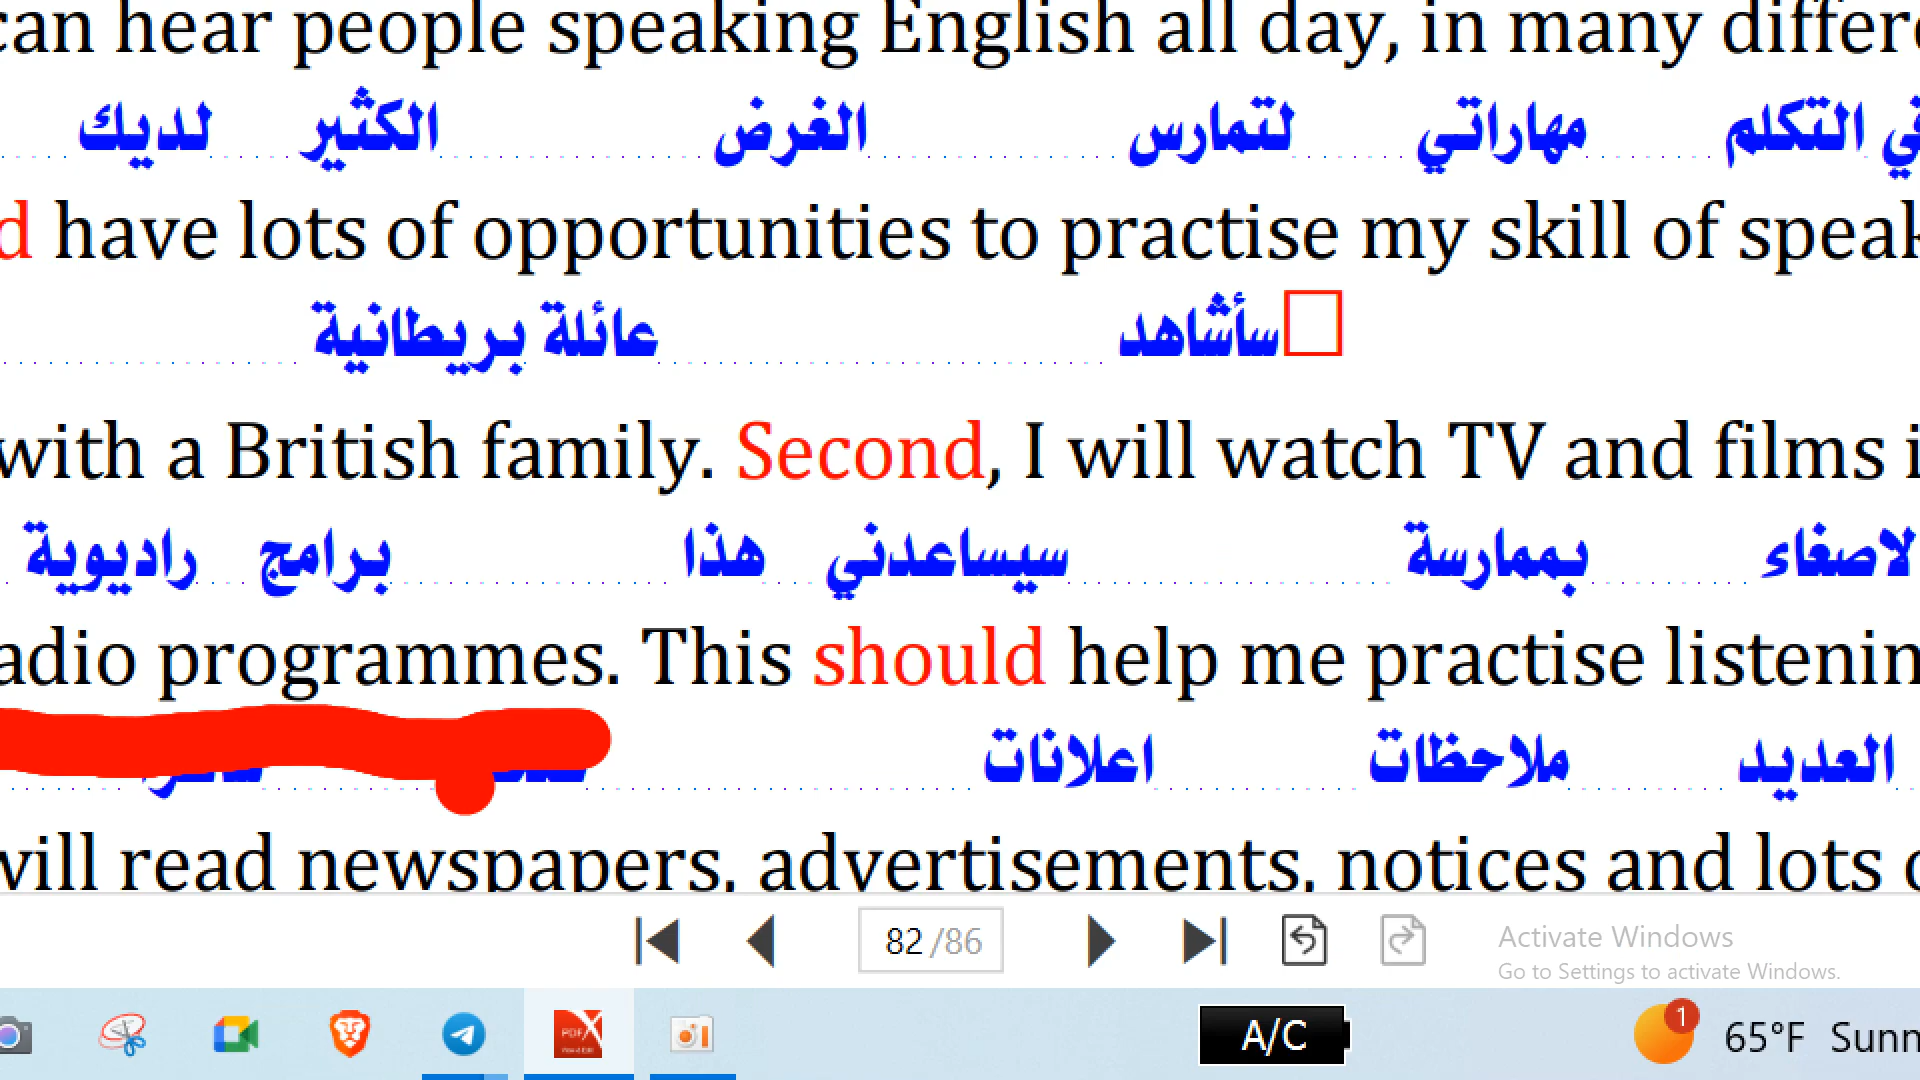 can hear people speaking English all day, in many differe
لديك الكثير الغرض لتمارس مهاراتي في التكلم
d have lots of opportunities to practise my skill of speak
عائلة بريطانية سأشاهد
with a British family. Second, I will watch TV and films i
راديوية برامج هذا سيساعدني بممارسة لاصغاء
adio programmes. This should help me practise listenin
اعلانات ملاحظات العديد
will read newspapers, advertisements, notices and lots o
82 /86
Activate Windows
Go to Settings to activate Windows.
PDF
A/C
1
65°F Sunn